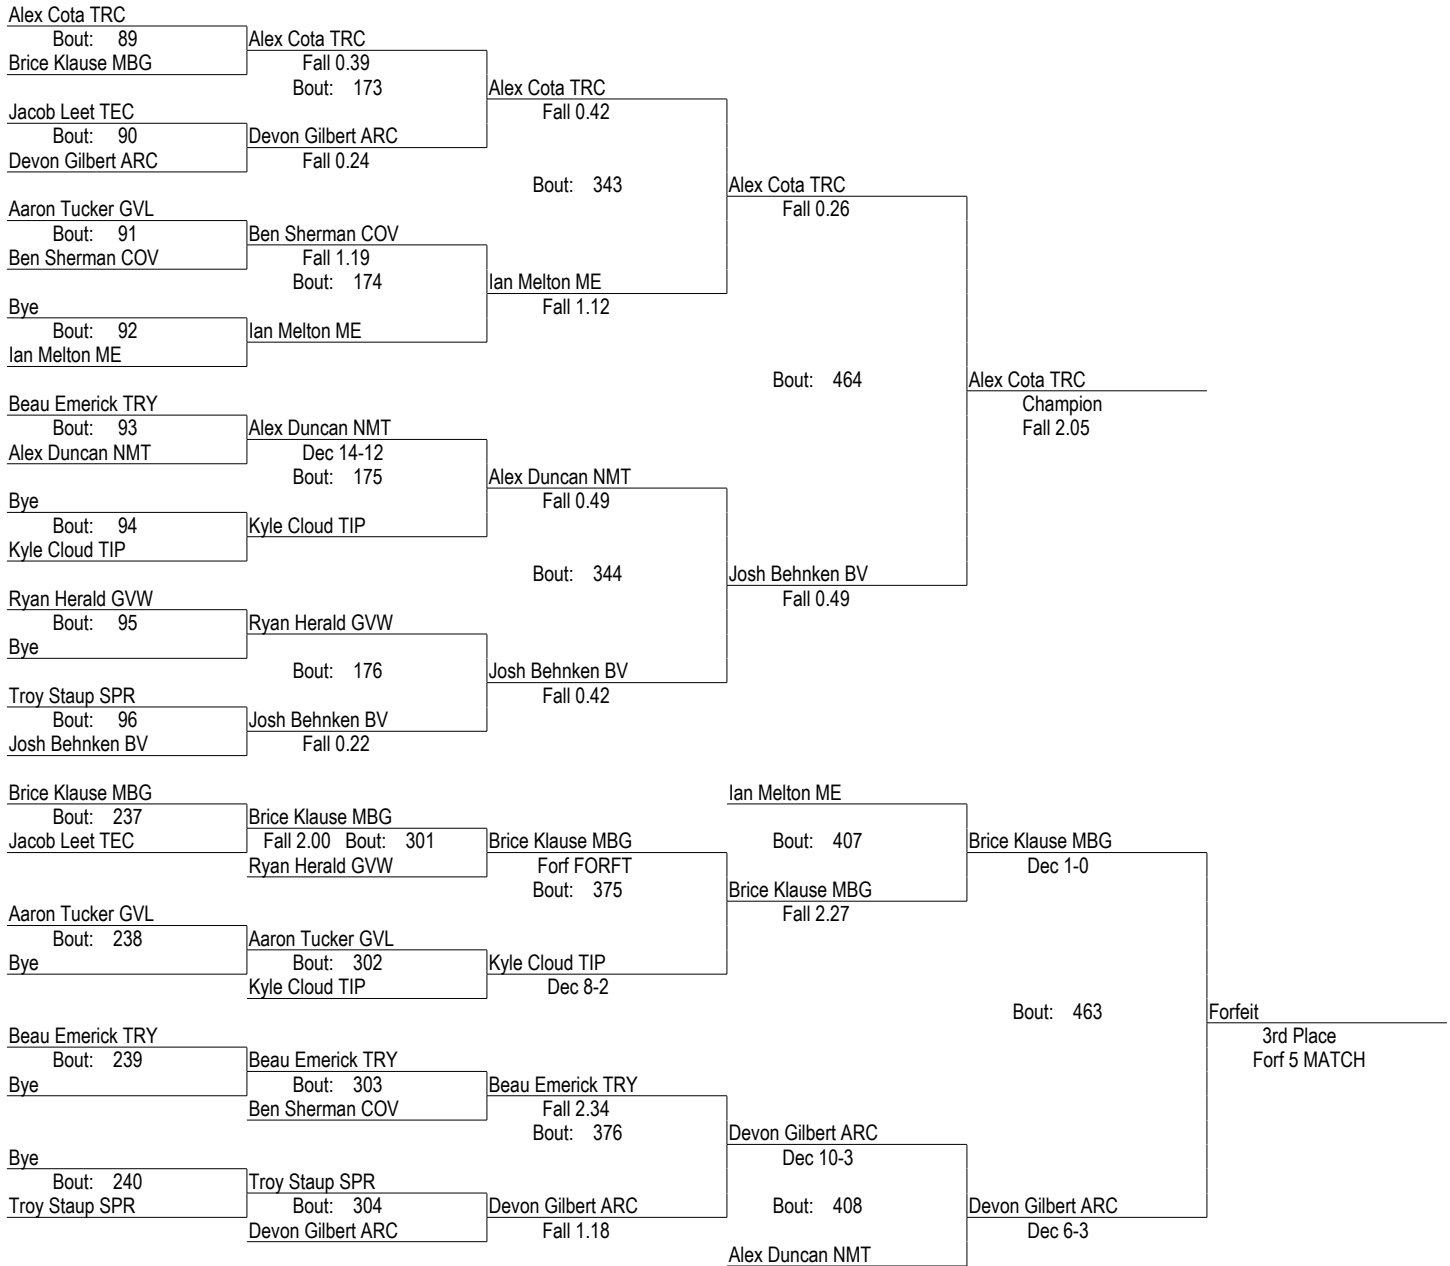 Alex Cota TRC
Bout: 89 Alex Cota TRC
Brice Klause MBG Fall 0.39
Bout: 173 Alex Cota TRC
Jacob Leet TEC Fall 0.42
Bout: 90 Devon Gilbert ARC
Devon Gilbert ARC Fall 0.24
Bout: 343 Alex Cota TRC
Aaron Tucker GVL Fall 0.26
Bout: 91 Ben Sherman COV
Ben Sherman COV Fall 1.19
Bout: 174 Ian Melton ME
Bye Fall 1.12
Bout: 92 Ian Melton ME
Ian Melton ME
Bout: 464 Alex Cota TRC
Beau Emerick TRY Champion
Bout: 93 Alex Duncan NMT Fall 2.05
Alex Duncan NMT Dec 14-12
Bout: 175 Alex Duncan NMT
Bye Fall 0.49
Bout: 94 Kyle Cloud TIP
Kyle Cloud TIP
Bout: 344 Josh Behnken BV
Ryan Herald GVW Fall 0.49
Bout: 95 Ryan Herald GVW
Bye
Bout: 176 Josh Behnken BV
Troy Staup SPR Fall 0.42
Bout: 96 Josh Behnken BV
Josh Behnken BV Fall 0.22
Brice Klause MBG Ian Melton ME
Bout: 237 Brice Klause MBG
Jacob Leet TEC Fall 2.00 Bout: 301 Brice Klause MBG Bout: 407 Brice Klause MBG
Ryan Herald GVW Forf FORFT Dec 1-0
Bout: 375 Brice Klause MBG
Aaron Tucker GVL Fall 2.27
Bout: 238 Aaron Tucker GVL
Bye Bout: 302 Kyle Cloud TIP
Kyle Cloud TIP Dec 8-2
Bout: 463 Forfeit
Beau Emerick TRY 3rd Place
Bout: 239 Beau Emerick TRY Forf 5 MATCH
Bye Bout: 303 Beau Emerick TRY
Ben Sherman COV Fall 2.34
Bout: 376 Devon Gilbert ARC
Bye Dec 10-3
Bout: 240 Troy Staup SPR
Troy Staup SPR Bout: 304 Devon Gilbert ARC Bout: 408 Devon Gilbert ARC
Devon Gilbert ARC Fall 1.18 Dec 6-3
Alex Duncan NMT